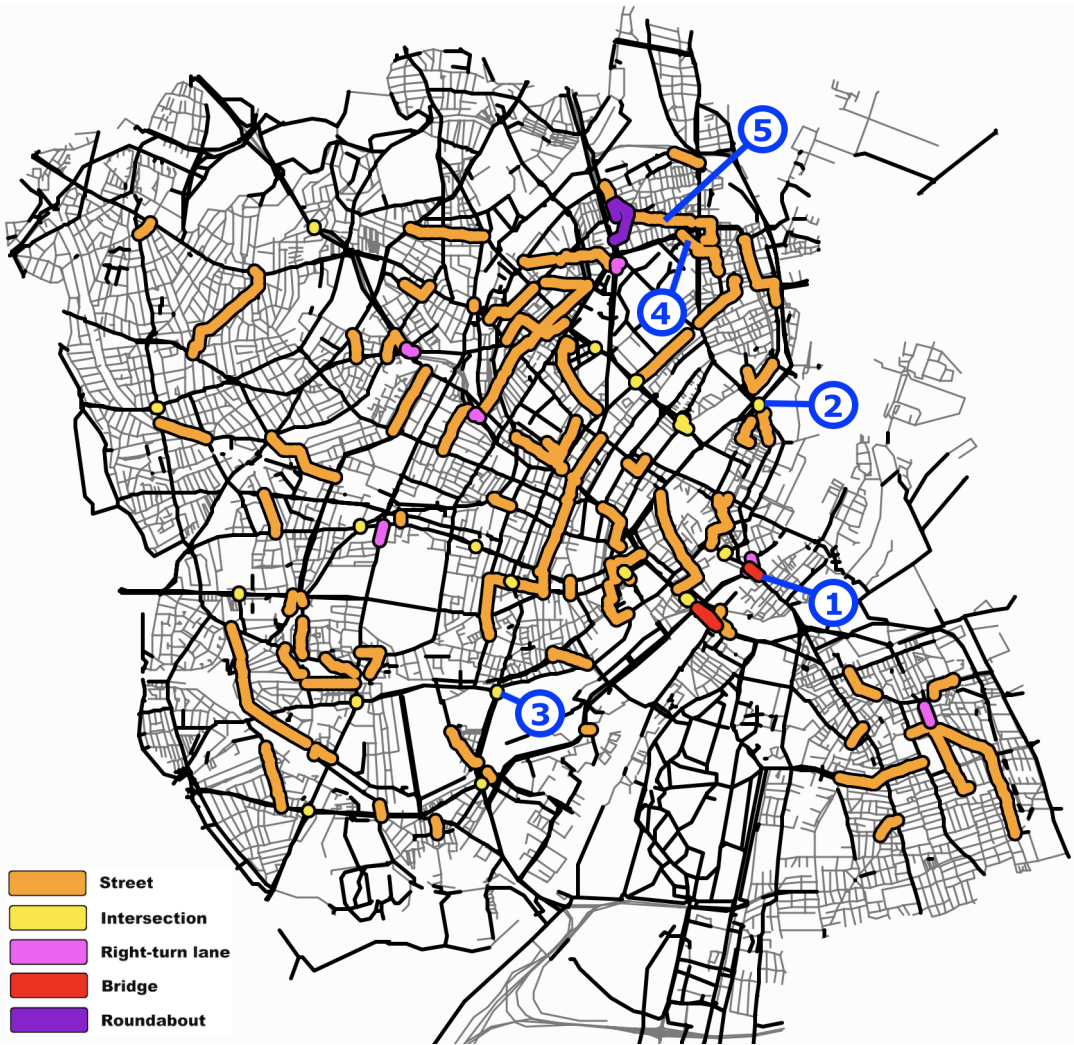 5
4
2
1
3
Street
Intersection
Right-turn lane
Bridge
Roundabout